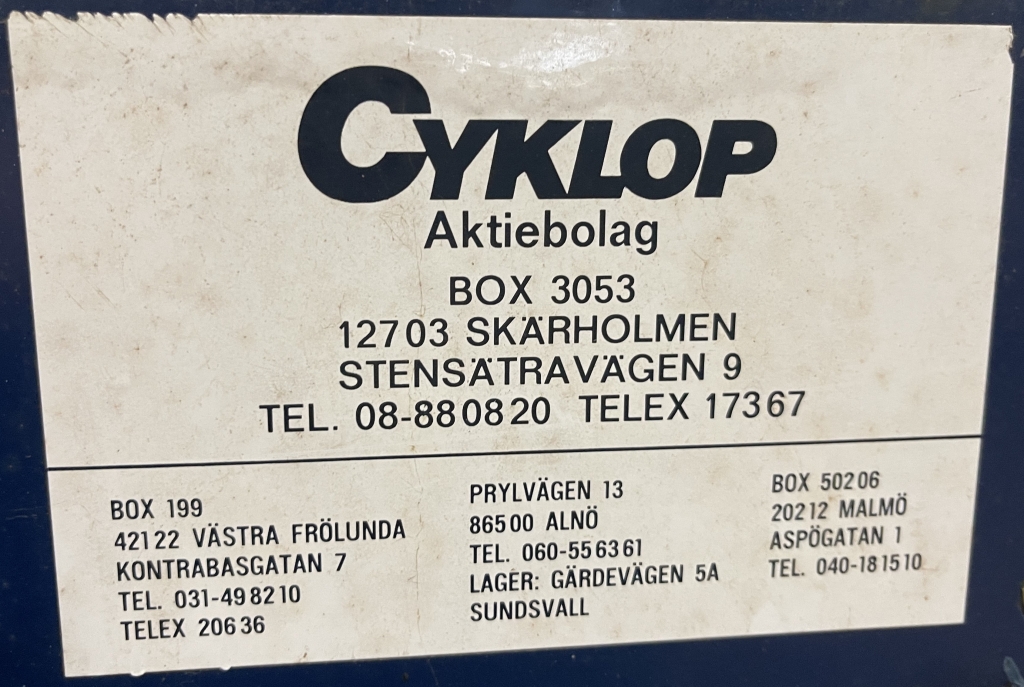 CYKLOP
Aktiebolag
BOX 3053
12703 SKÄRHOLMEN
STENSÄTRAVÄGEN 9
TEL. 08-880820 TELEX 17367
BOX 199
42122 VÄSTRA FRÖLUNDA
KONTRABASGATAN 7
TEL. 031-498210
TELEX 20636
PRYLVÄGEN 13
86500 ALNÖ
TEL. 060-556361
LAGER: GÄRDEVÄGEN 5A
SUNDSVALL
BOX 50206
20212 MALMÖ
ASPÖGATAN 1
TEL. 040-181510